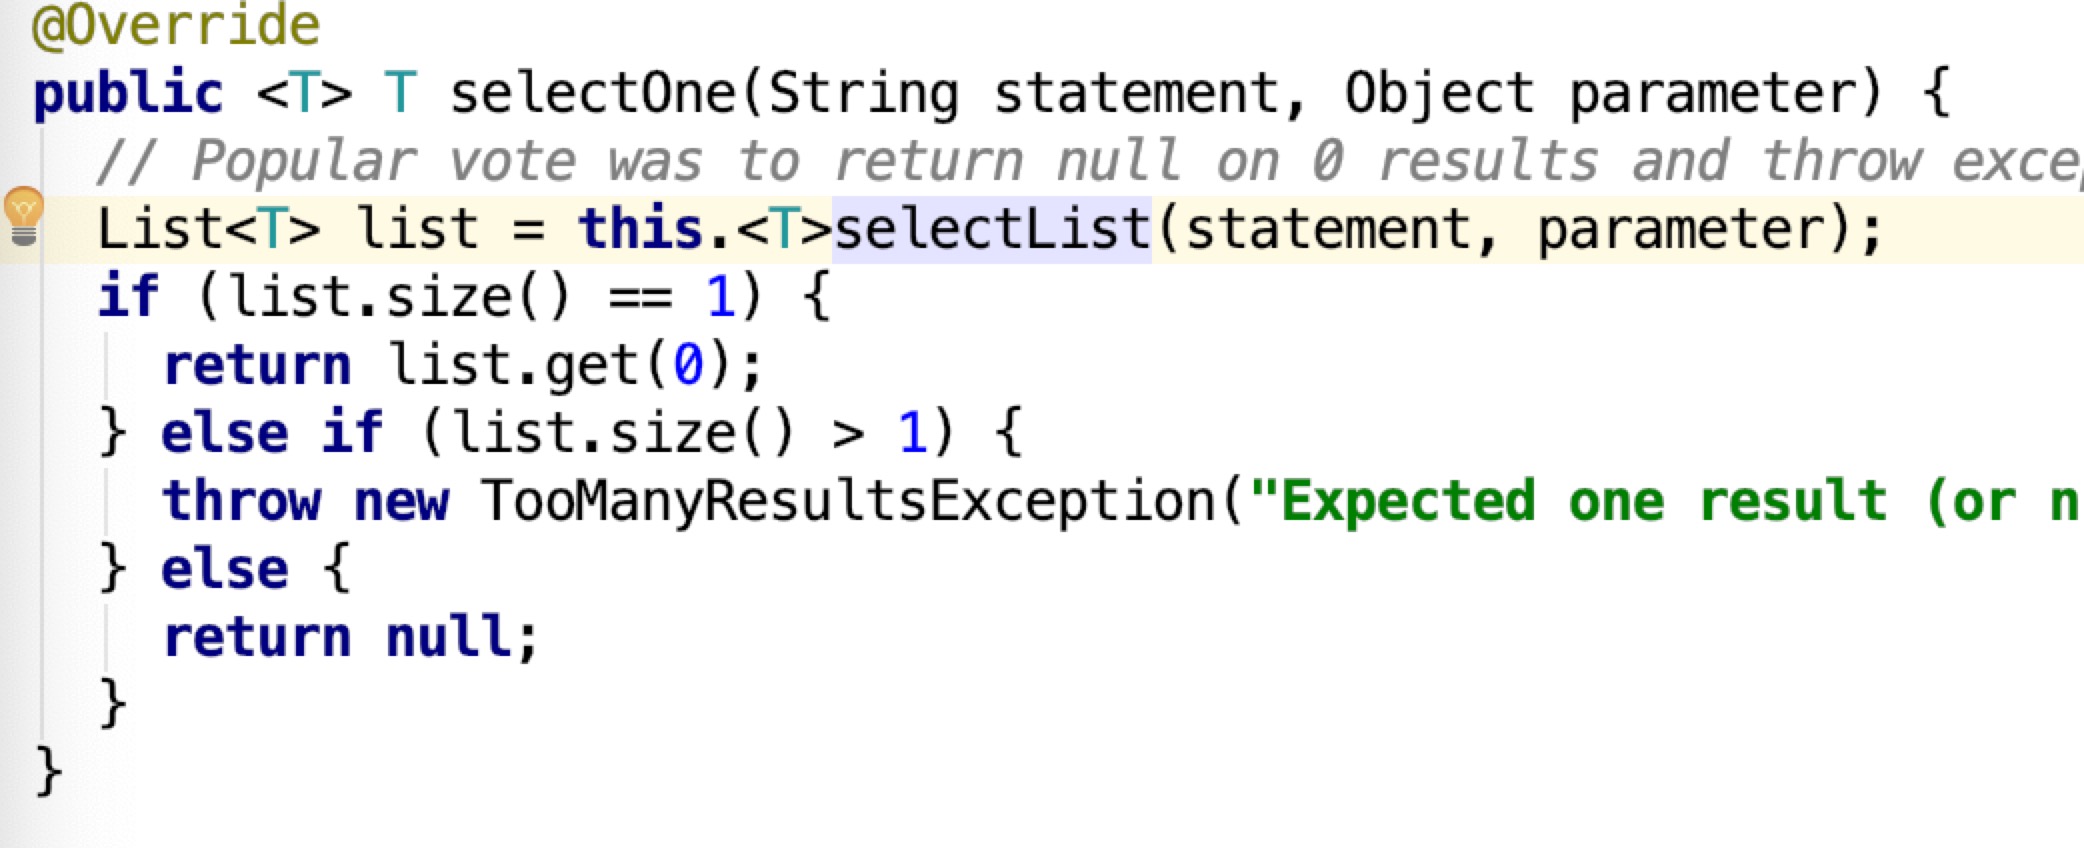 @Override
public <T> T selectOne(String statement, Object parameter) {
// Popular vote was to return null on 0 results and throw exce
List<T> list = this.<T>selectList(statement, parameter);
if (list.size() == 1) {
return list.get(0);
} else if (list.size() > 1) {
throw new TooManyResultsException("Expected one result (or n
} else {
return null;
}
}